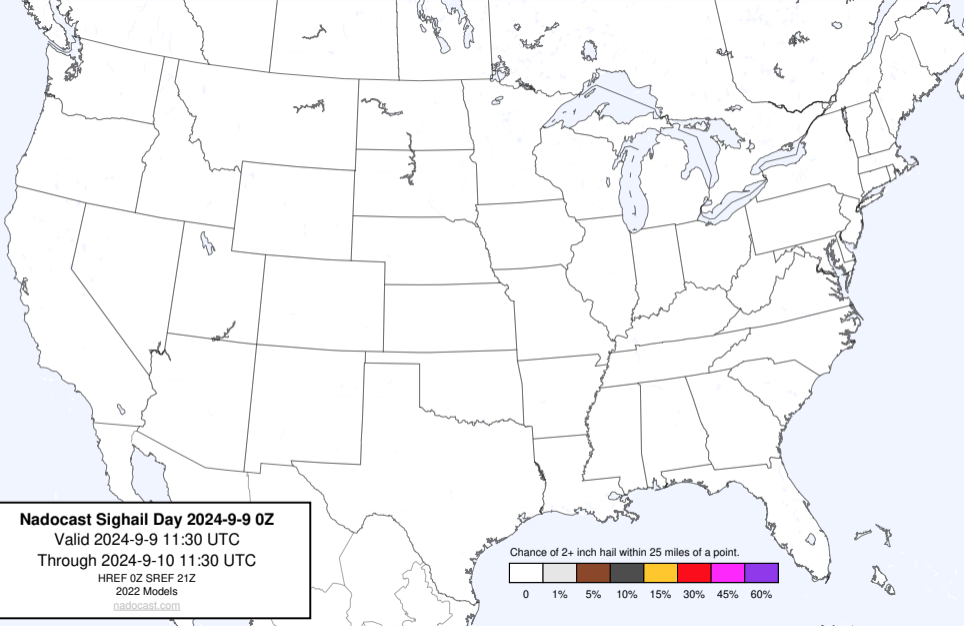 Nadocast Sighail Day 2024-9-9 0Z
Valid 2024-9-9 11:30 UTC
Through 2024-9-10 11:30 UTC
HREF 0Z SREF 21Z
2022 Models
nadocast.com
Chance of 2+ inch hail within 25 miles of a point.
0 1% 5% 10% 15% 30% 45% 60%